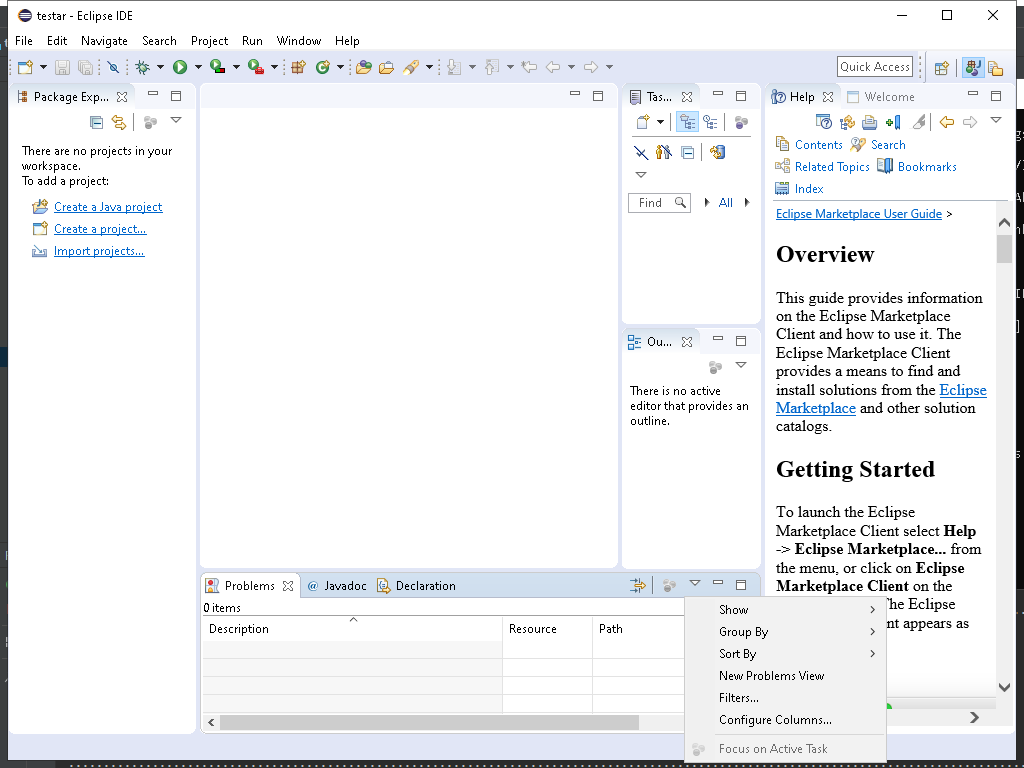 testar - Eclipse IDE
File Edit Navigate Search Project Run Window Help
Quick Access
Package Exp...
There are no projects in your
workspace.
To add a project:
Create a Java project
Create a project...
Import projects...
Tas...
Find
All
Ou...
There is no active
editor that provides an
outline.
Help
Welcome
Contents
Search
Related Topics
Bookmarks
Index
Eclipse Marketplace User Guide >
Overview
This guide provides information
on the Eclipse Marketplace
Client and how to use it. The
Eclipse Marketplace Client
provides a means to find and
install solutions from the Eclipse
Marketplace and other solution
catalogs.
Getting Started
To launch the Eclipse
Marketplace Client select Help
-> Eclipse Marketplace... from
the menu, or click on Eclipse
Marketplace Client on the
The Eclipse
appears as
Problems
@ Javadoc
Declaration
0 items
Description Resource Path
Show
Group By
Sort By
New Problems View
Filters...
Configure Columns...
Focus on Active Task